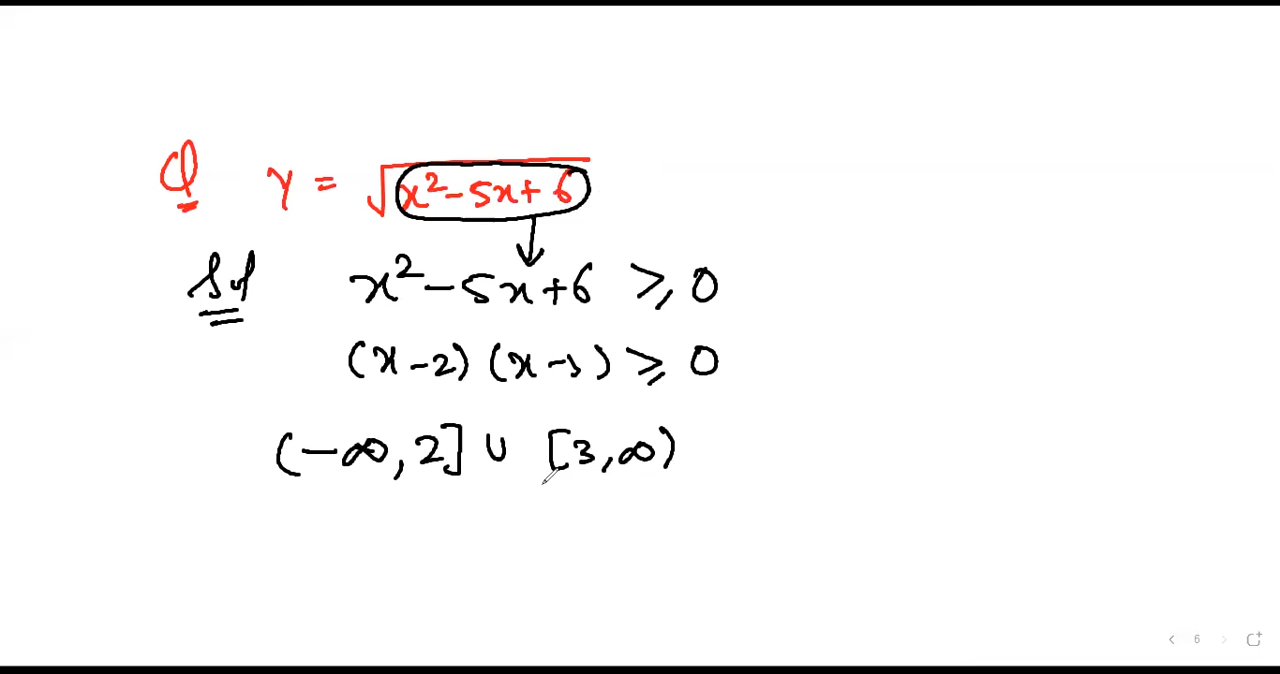 Q y = √(x²-5x+6)
Sol x²-5x+6 ≥ 0
(x-2) (x-3) ≥ 0
(-∞, 2] ∪ [3, ∞)
6